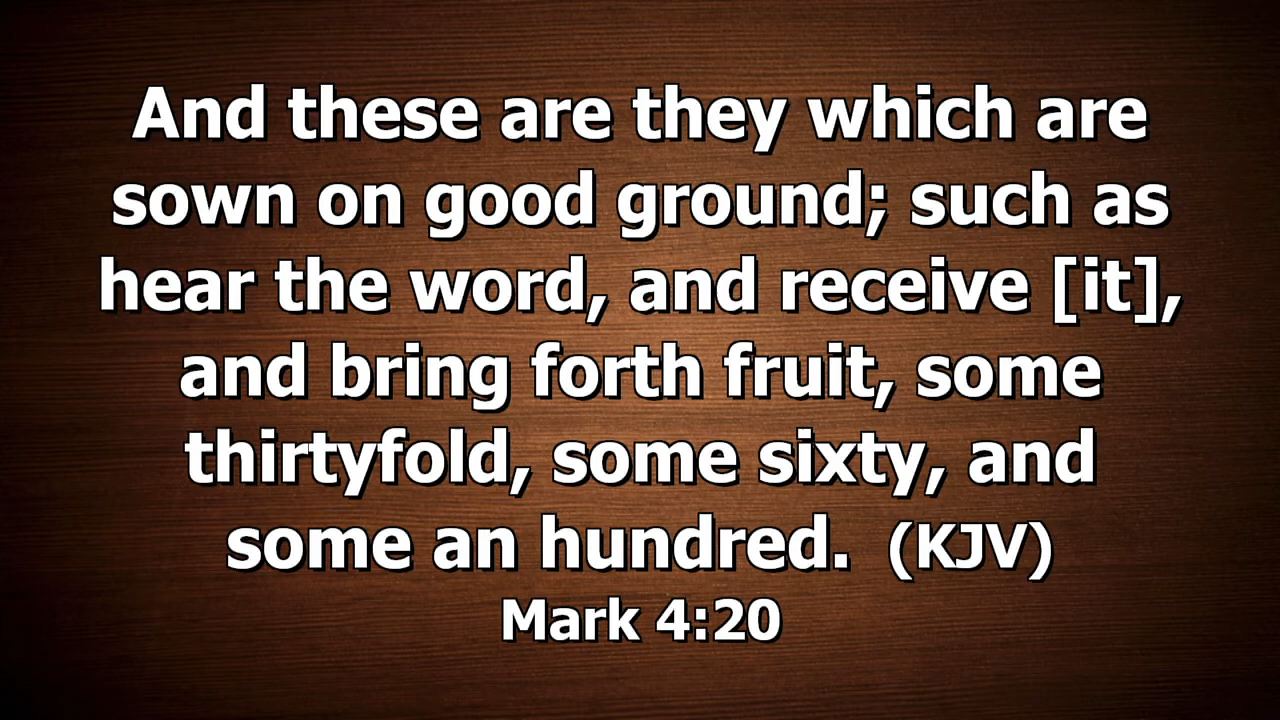 And these are they which are
sown on good ground; such as
hear the word, and receive [it],
and bring forth fruit, some
thirtyfold, some sixty, and
some an hundred. (KJV)
Mark 4:20